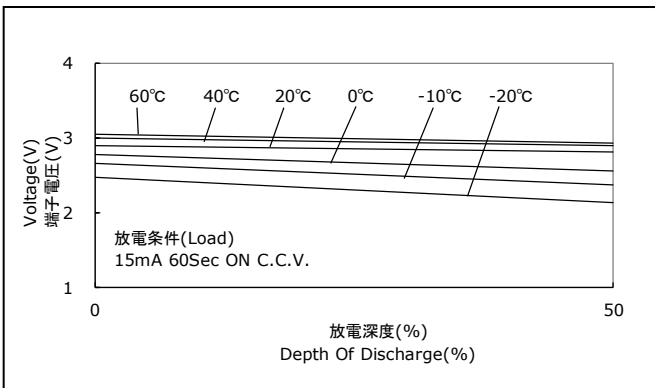 4
60℃ 40℃ 20℃ 0℃ -10℃ -20℃
3
Voltage(V)
端子電圧(V)
2
放電条件(Load)
15mA 60Sec ON C.C.V.
1
0 50
放電深度(%)
Depth Of Discharge(%)